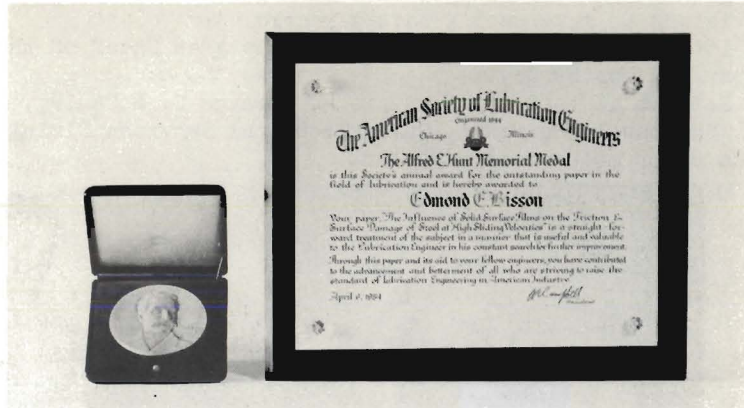 The American Society of Lubrication Engineers
Organized 1944
Chicago Illinois
The Alfred E. Hunt Memorial Medal
is this Society's annual award for the outstanding paper in the
field of lubrication and is hereby awarded to
Edmond E. Bisson
Your paper, "The Influence of Solid Surface Films on the Friction &
Surface Damage of Steel at High Sliding Velocities" is a straight-for-
ward treatment of the subject in a manner that is useful and valuable
to the Lubrication Engineer in his constant search for further improvement.
Through this paper and its aid to your fellow engineers, you have contributed
to the advancement and betterment of all who are striving to raise the
standard of lubrication Engineering in American Industry.
April 6, 1954